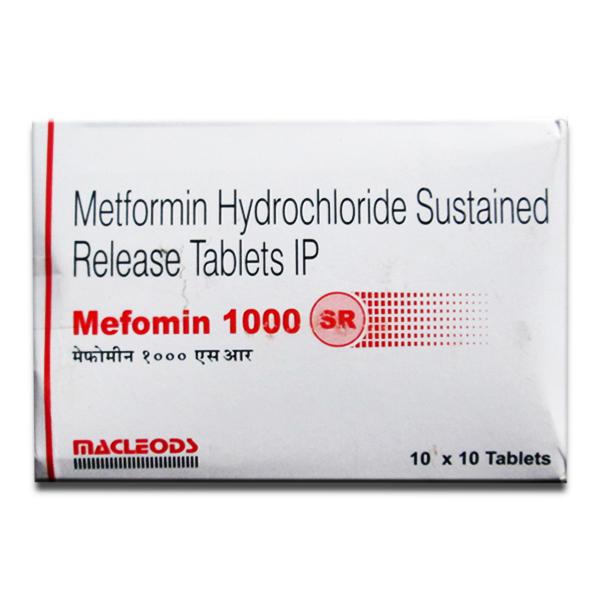 Metformin Hydrochloride Sustained
Release Tablets IP
Mefomin 1000 SR
मेफोमीन १००० एस आर
MACLEODS
10 x 10 Tablets